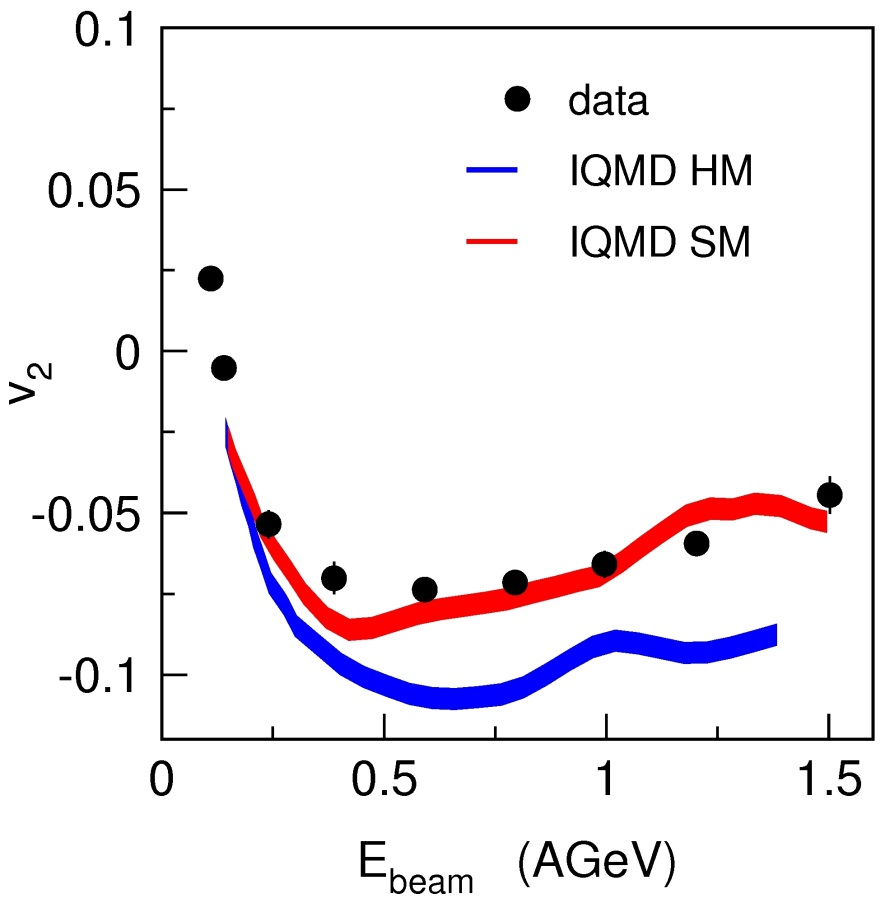 0.1
0.05
0
-0.05
-0.1
v2
data
IQMD HM
IQMD SM
0 0.5 1 1.5
Ebeam (AGeV)